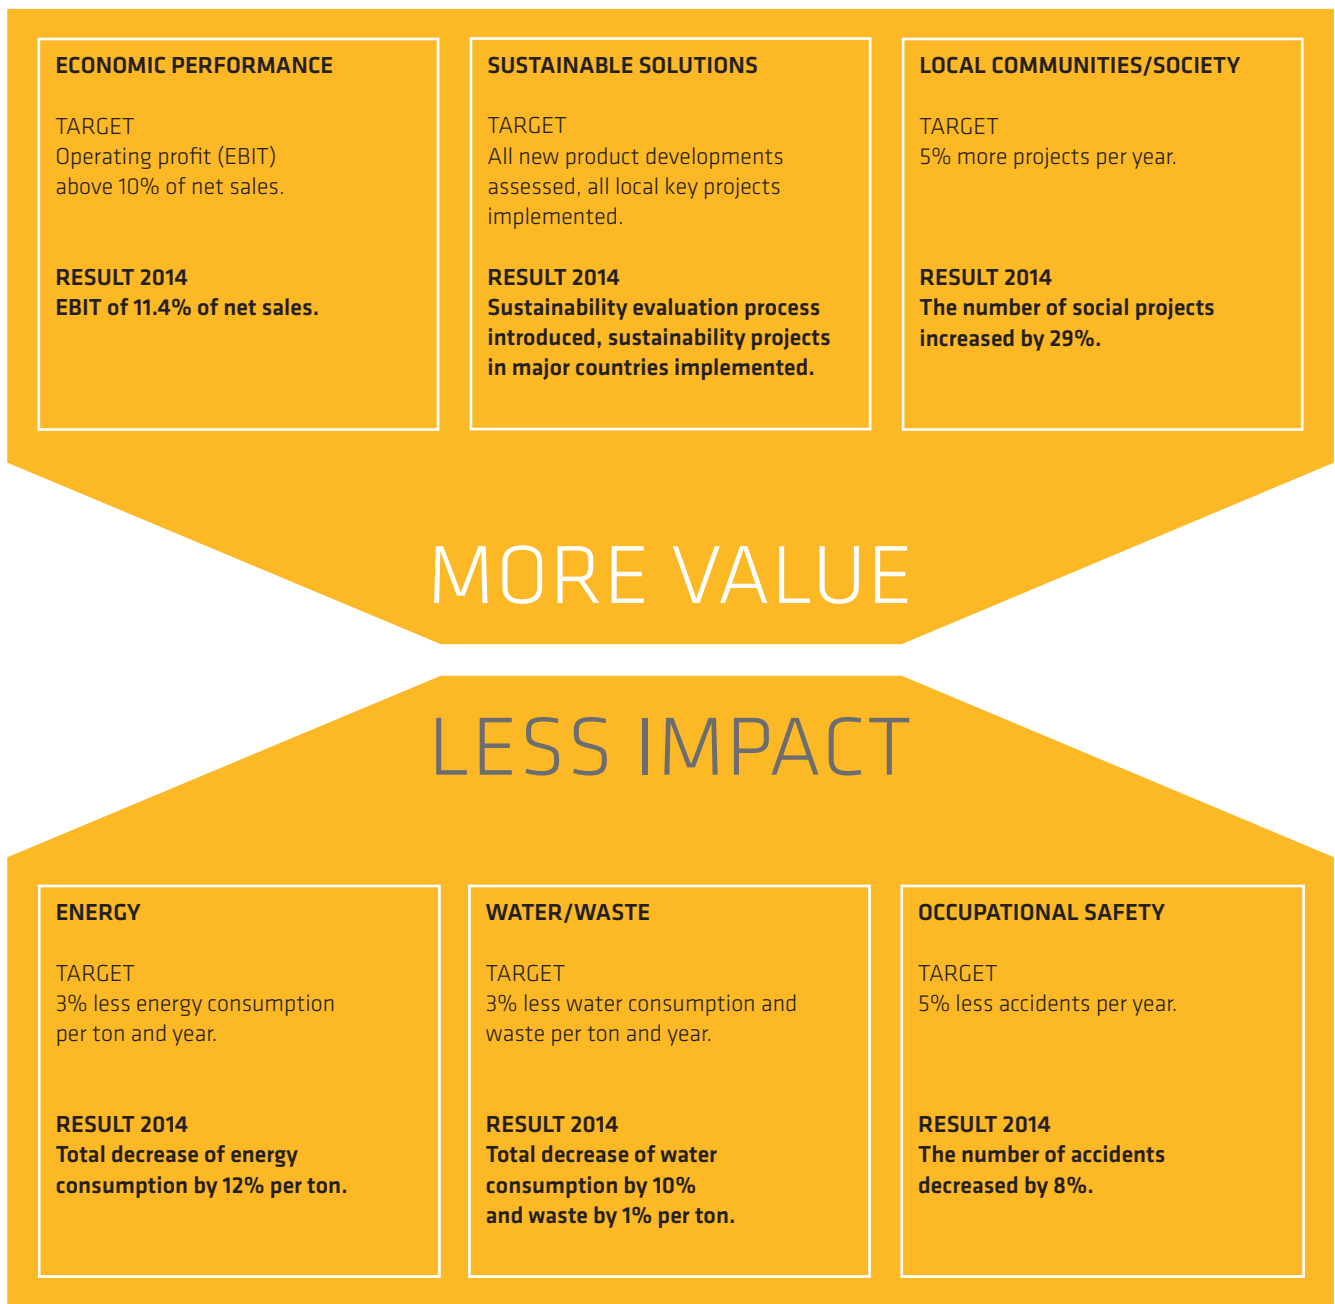 ECONOMIC PERFORMANCE
TARGET
Operating profit (EBIT)
above 10% of net sales.
RESULT 2014
EBIT of 11.4% of net sales.
SUSTAINABLE SOLUTIONS
TARGET
All new product developments
assessed, all local key projects
implemented.
RESULT 2014
Sustainability evaluation process
introduced, sustainability projects
in major countries implemented.
LOCAL COMMUNITIES/SOCIETY
TARGET
5% more projects per year.
RESULT 2014
The number of social projects
increased by 29%.
MORE VALUE
LESS IMPACT
ENERGY
TARGET
3% less energy consumption
per ton and year.
RESULT 2014
Total decrease of energy
consumption by 12% per ton.
WATER/WASTE
TARGET
3% less water consumption and
waste per ton and year.
RESULT 2014
Total decrease of water
consumption by 10%
and waste by 1% per ton.
OCCUPATIONAL SAFETY
TARGET
5% less accidents per year.
RESULT 2014
The number of accidents
decreased by 8%.